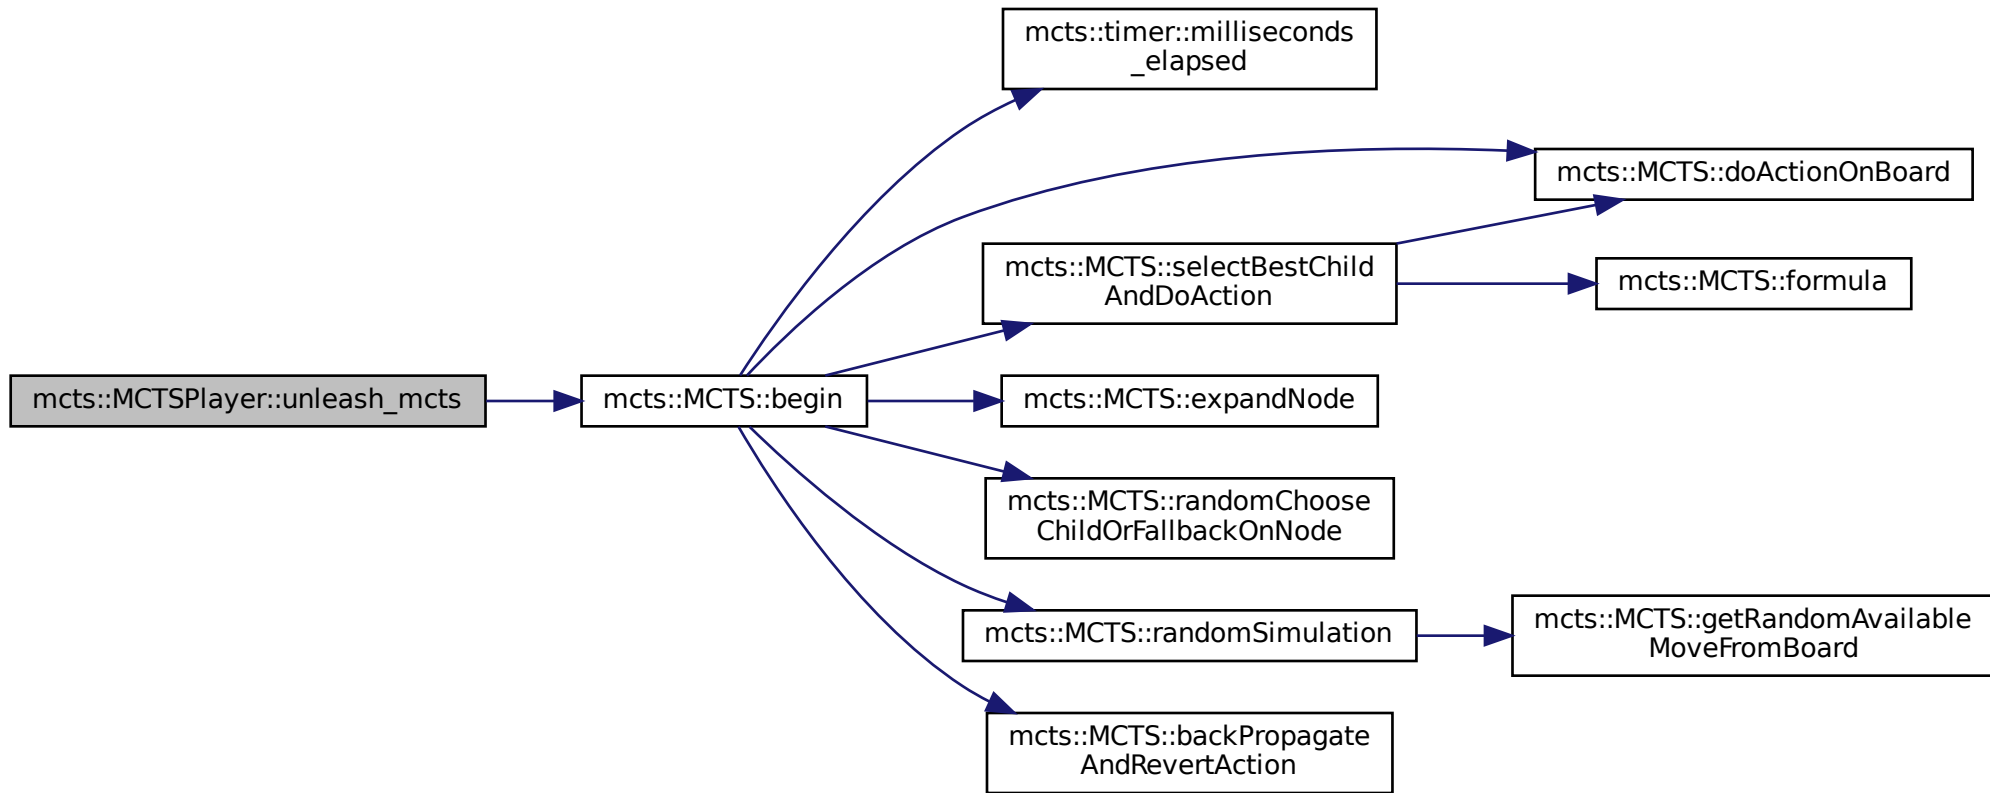 mcts::timer::milliseconds
_elapsed
mcts::MCTS::doActionOnBoard
mcts::MCTS::selectBestChild
AndDoAction
mcts::MCTS::formula
mcts::MCTSPlayer::unleash_mcts
mcts::MCTS::begin
mcts::MCTS::expandNode
mcts::MCTS::randomChoose
ChildOrFallbackOnNode
mcts::MCTS::randomSimulation
mcts::MCTS::getRandomAvailable
MoveFromBoard
mcts::MCTS::backPropagate
AndRevertAction